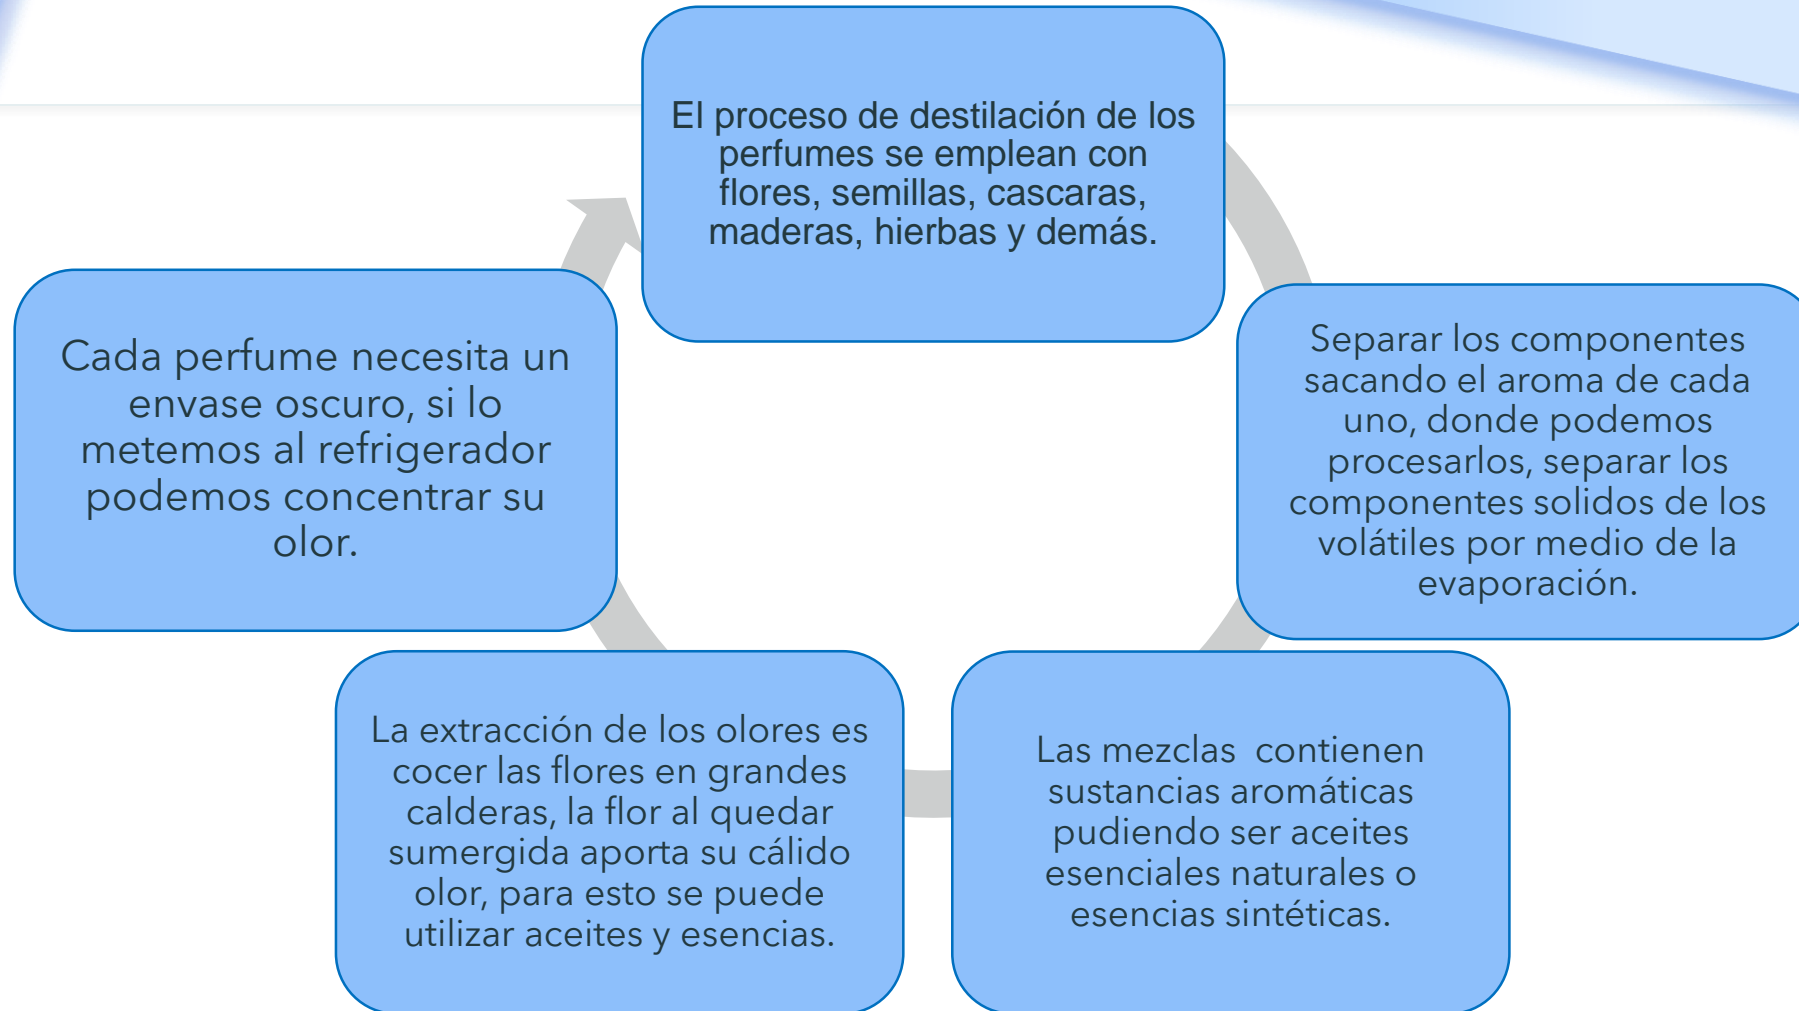 El proceso de destilación de los
perfumes se emplean con
flores, semillas, cascaras,
maderas, hierbas y demás.
Separar los componentes
sacando el aroma de cada
uno, donde podemos
procesarlos, separar los
componentes solidos de los
volátiles por medio de la
evaporación.
Las mezclas  contienen
sustancias aromáticas
pudiendo ser aceites
esenciales naturales o
esencias sintéticas.
La extracción de los olores es
cocer las flores en grandes
calderas, la flor al quedar
sumergida aporta su cálido
olor, para esto se puede
utilizar aceites y esencias.
Cada perfume necesita un
envase oscuro, si lo
metemos al refrigerador
podemos concentrar su
olor.